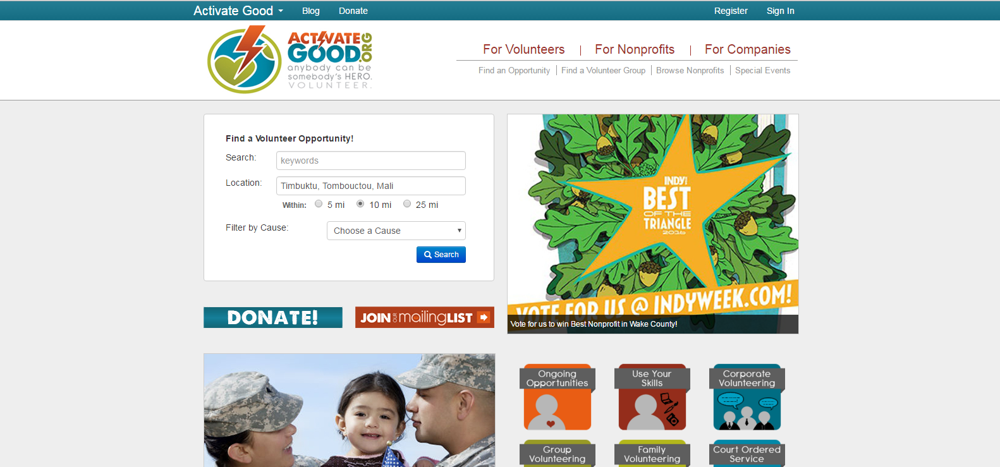 Activate Good Blog Donate Register Sign In
ACTIVATE
GOOD.ORG
anybody can be
somebody's HERO.
VOLUNTEER.
For Volunteers | For Nonprofits | For Companies
Find an Opportunity | Find a Volunteer Group | Browse Nonprofits | Special Events
Find a Volunteer Opportunity!
Search: keywords
Location: Timbuktu, Tombouctou, Mali
Within: 5 mi 10 mi 25 mi
Filter by Cause: Choose a Cause
Search
INDY
BEST
OF THE
TRIANGLE
2016
VOTE FOR US @ INDYWEEK.COM!
Vote for us to win Best Nonprofit in Wake County!
DONATE!
JOIN OUR mailing LIST
Ongoing
Opportunities
Use Your
Skills
Corporate
Volunteering
Group
Volunteering
Family
Volunteering
Court Ordered
Service